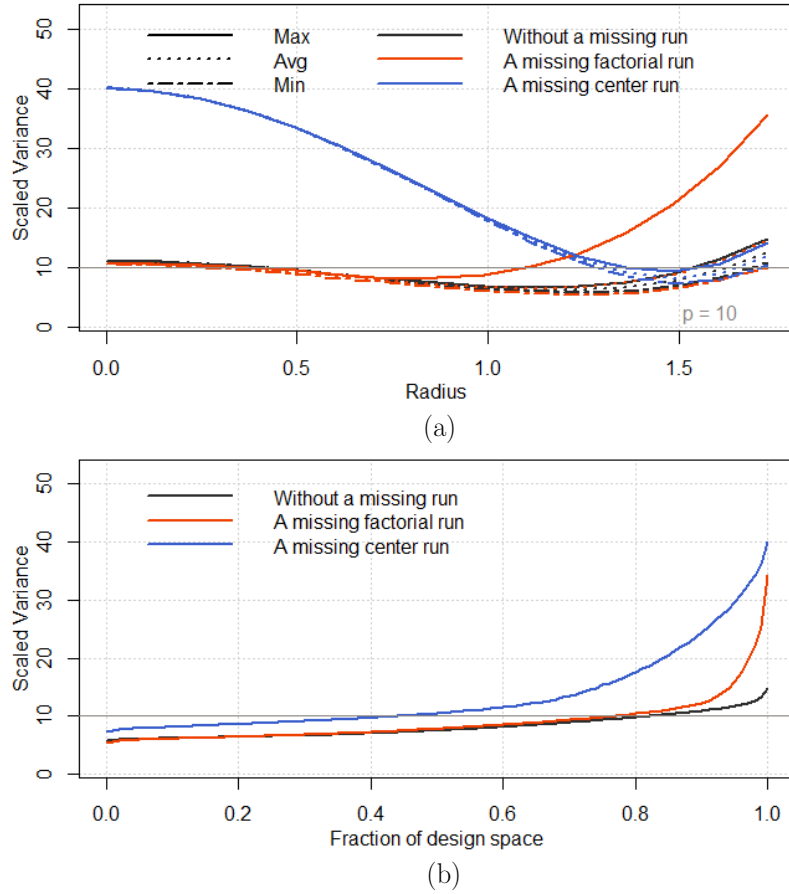 50
40
30
20
10
0
Scaled Variance
Max
Avg
Min
Without a missing run
A missing factorial run
A missing center run
p = 10
0.0 0.5 1.0 1.5
Radius
(a)
50
40
30
20
10
0
Scaled Variance
Without a missing run
A missing factorial run
A missing center run
0.0 0.2 0.4 0.6 0.8 1.0
Fraction of design space
(b)